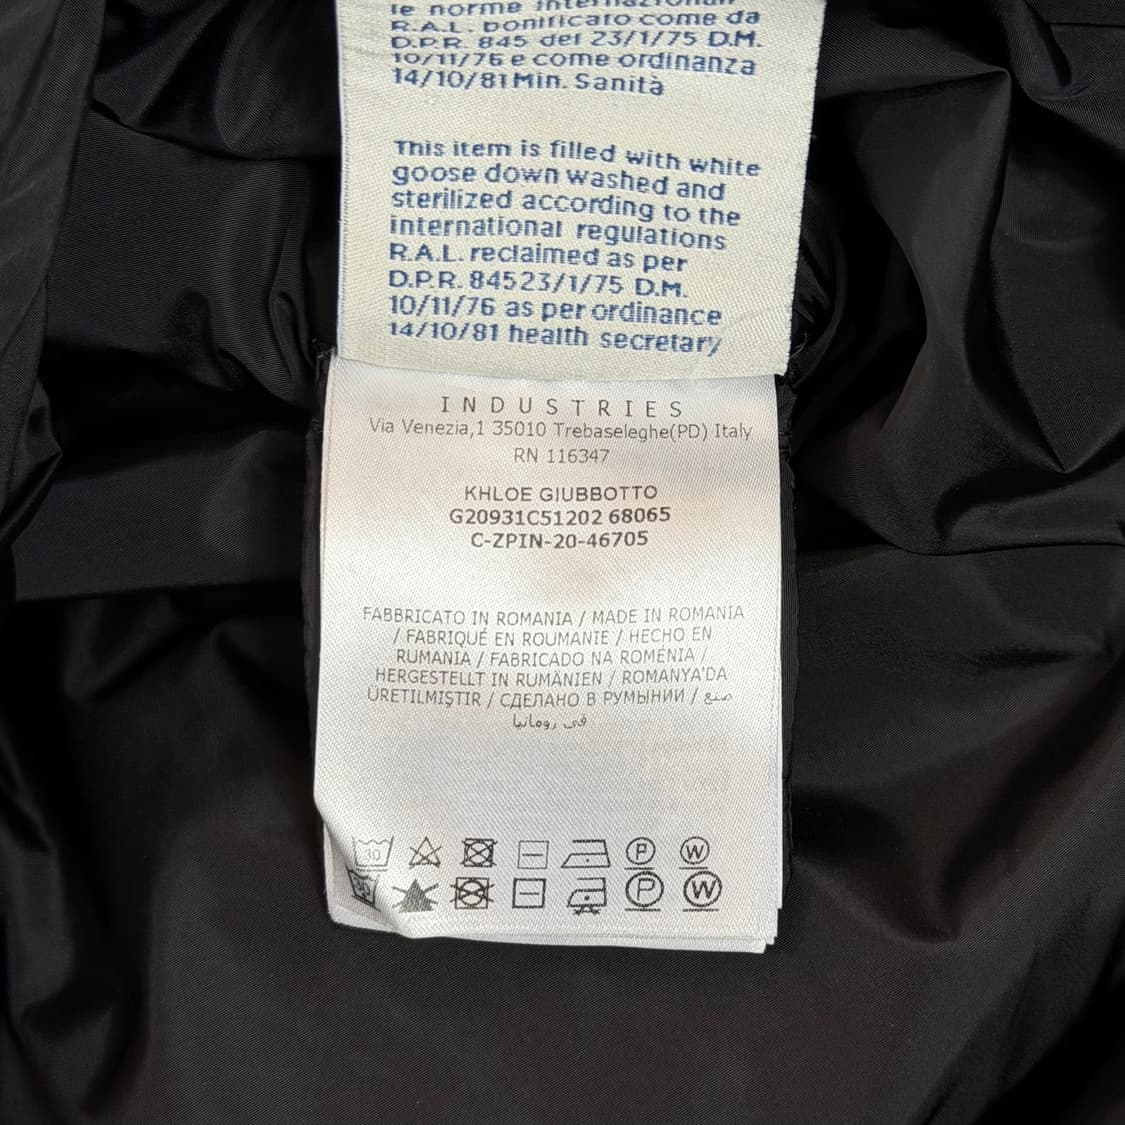 le norme internazionali
R.A.L. bonificato come da
D.P.R. 845 del 23/1/75 D.M.
10/11/76 e come ordinanza
14/10/81 Min. Sanità
This item is filled with white
goose down washed and
sterilized according to the
international regulations
R.A.L. reclaimed as per
D.P.R. 84523/1/75 D.M.
10/11/76 as per ordinance
14/10/81 health secretary
INDUSTRIES
Via Venezia,1 35010 Trebaseleghe(PD) Italy
RN 116347
KHLOE GIUBBOTTO
G20931C51202 68065
C-ZPIN-20-46705
FABBRICATO IN ROMANIA / MADE IN ROMANIA
/ FABRIQUÉ EN ROUMANIE / HECHO EN
RUMANIA / FABRICADO NA ROMÉNIA /
HERGESTELLT IN RUMÄNIEN / ROMANYA'DA
ÜRETILMIŞTIR / СДЕЛАНО В РУМЫНИИ / صنع
في رومانيا
30 P W
30 P W